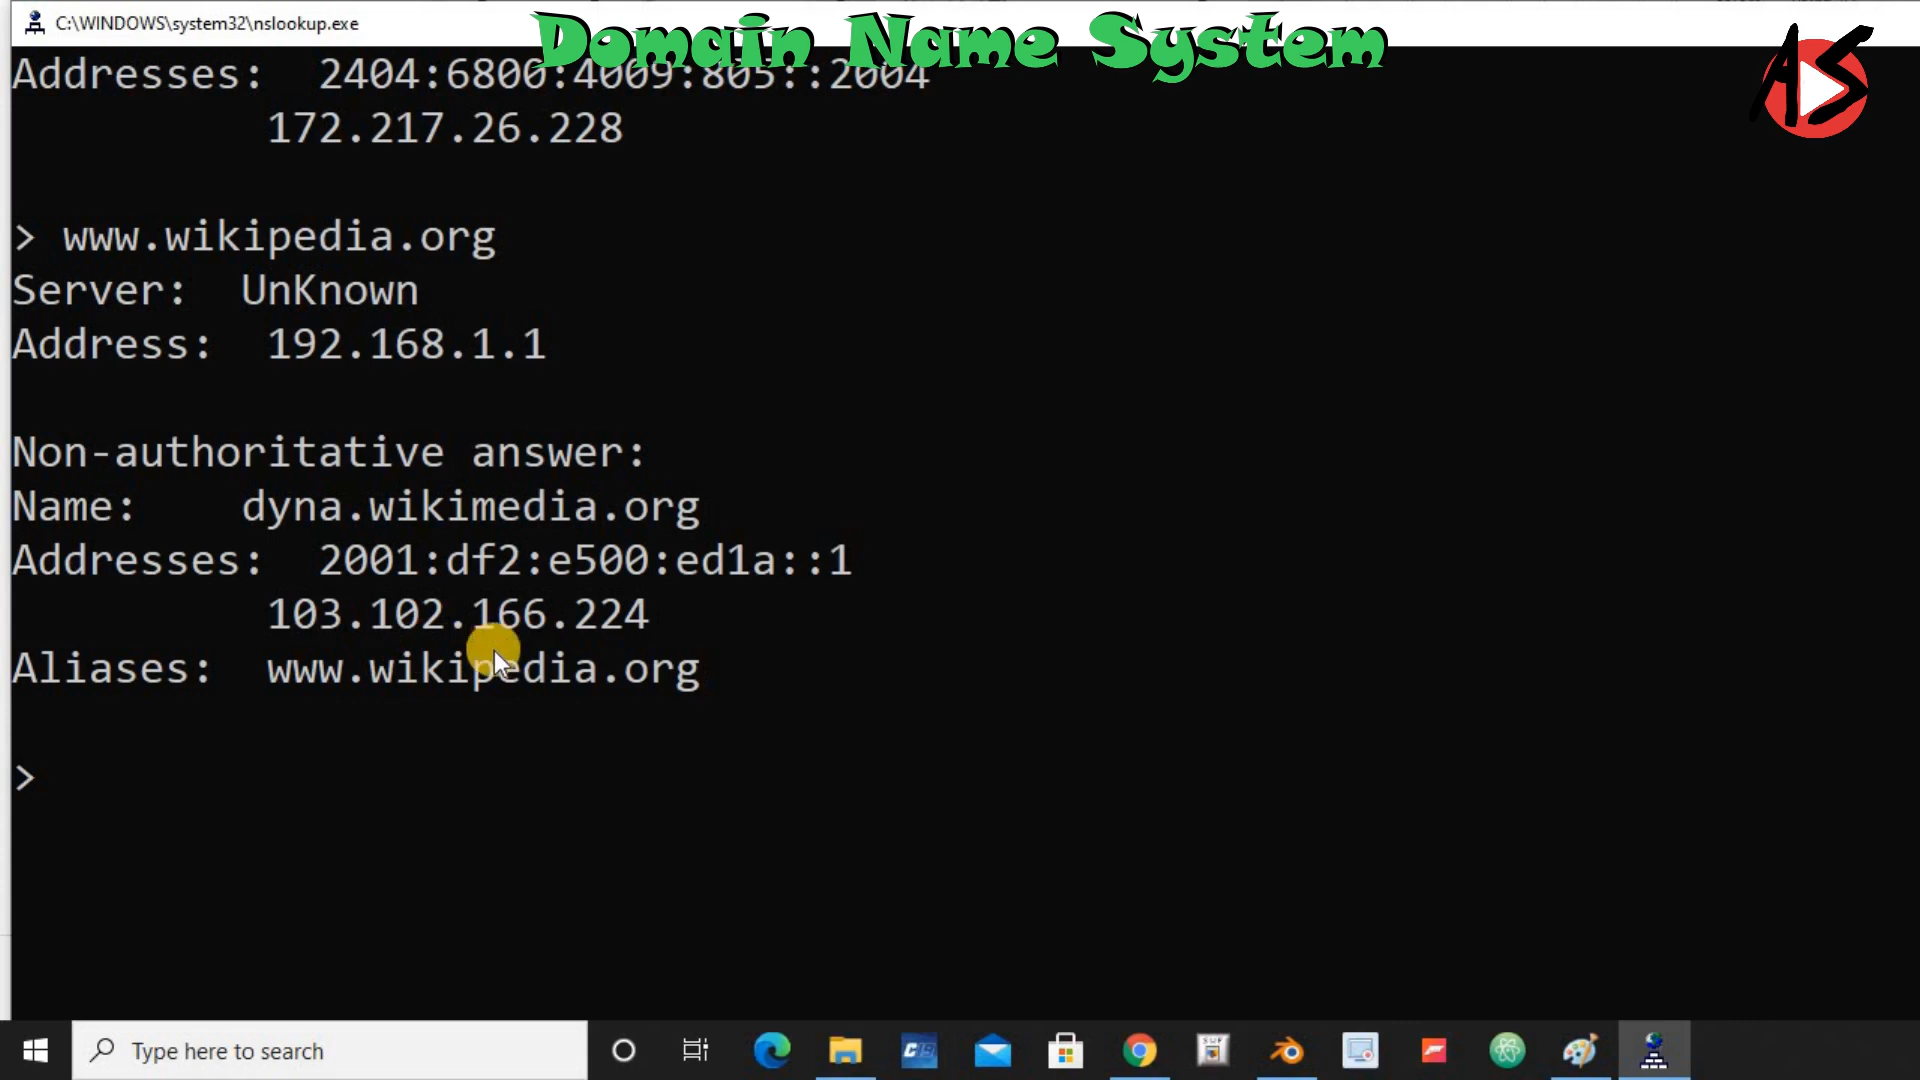 C:\WINDOWS\system32\nslookup.exe
Domain Name System
AS
Addresses:  2404:6800:4009:805::2004
172.217.26.228
> www.wikipedia.org
Server:  UnKnown
Address:  192.168.1.1
Non-authoritative answer:
Name:    dyna.wikimedia.org
Addresses:  2001:df2:e500:ed1a::1
103.102.166.224
Aliases:  www.wikipedia.org
>
Type here to search
SWF